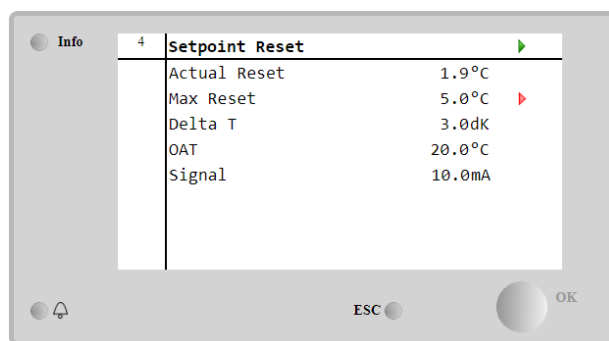 Info
4 Setpoint Reset
Actual Reset 1.9°C
Max Reset 5.0°C
Delta T 3.0dK
OAT 20.0°C
Signal 10.0mA
ESC
OK